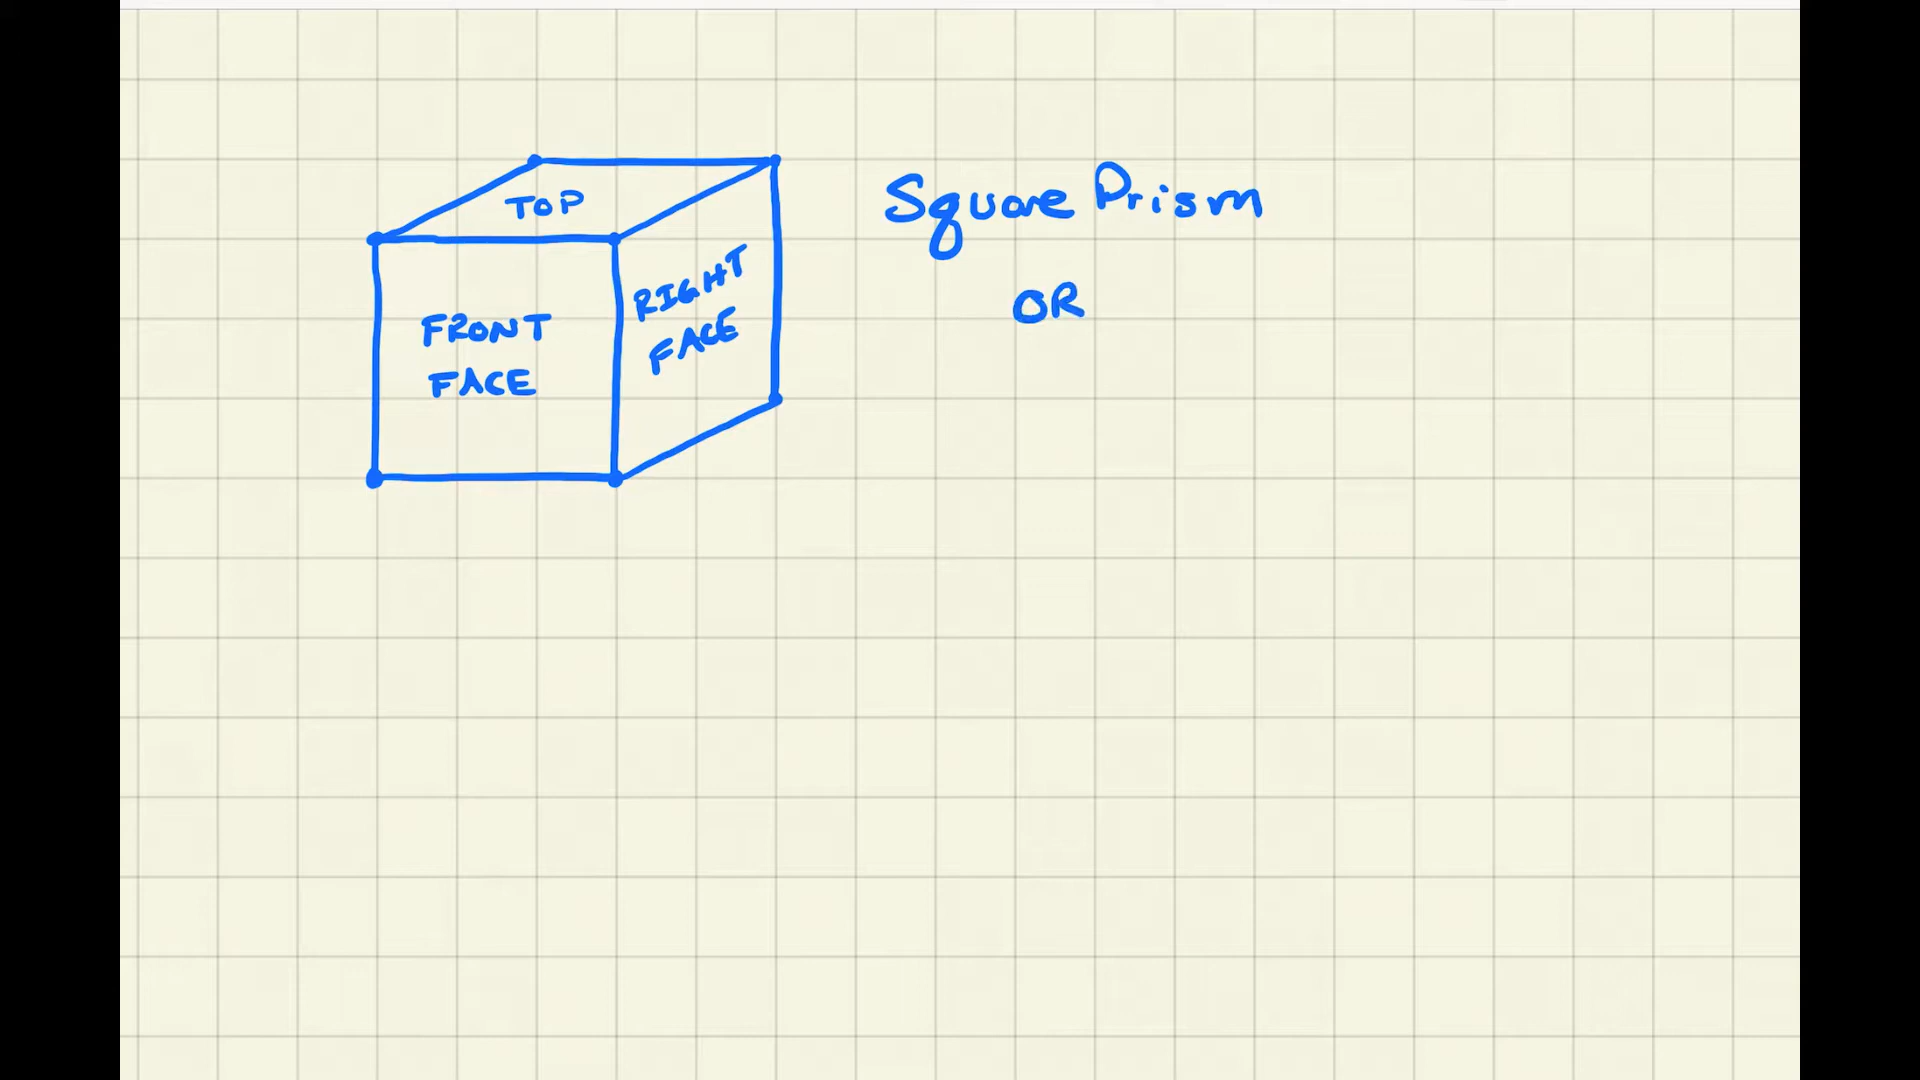 TOP
FRONT
FACE
RIGHT
FACE
Square Prism
OR